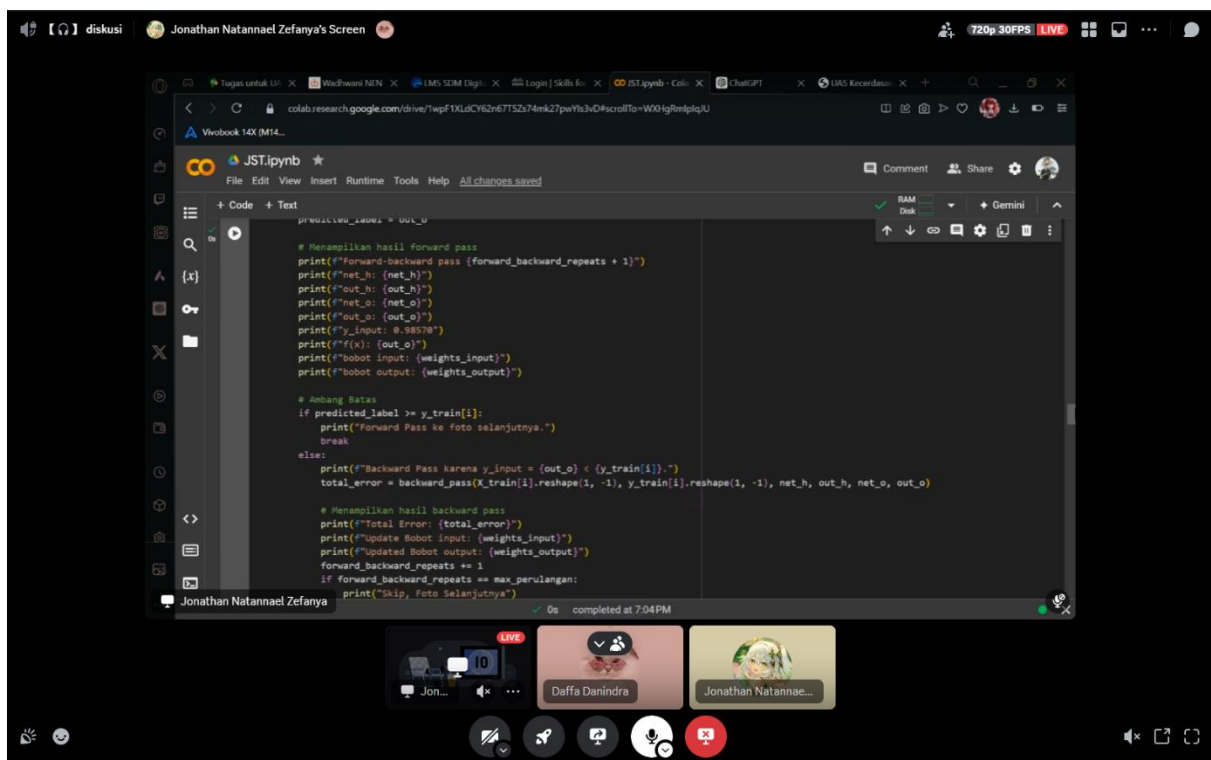 【🎧】 diskusi
Jonathan Natannael Zefanya's Screen
720p 30FPS LIVE
Tugas untuk UA
Wadhwani NEN
LMS SDM Digita
Login | Skills for
JST.ipynb - Cola
ChatGPT
UAS Kecerdasan
colab.research.google.com/drive/1wpF1XLdCY62n67T5Zs74mk27pwYIs3vD#scrollTo=WXHgRmIpIqJU
Vivobook 14X (M14...
JST.ipynb
Comment Share
File Edit View Insert Runtime Tools Help All changes saved
+ Code + Text
RAM
Disk
Gemini
predicted_label = out_o
0s
# Menampilkan hasil forward pass
print(f"Forward-backward pass {forward_backward_repeats + 1}")
print(f"net_h: {net_h}")
print(f"out_h: {out_h}")
print(f"net_o: {net_o}")
print(f"out_o: {out_o}")
print(f"y_input: 0.98570")
print(f"f(x): {out_o}")
print(f"bobot input: {weights_input}")
print(f"bobot output: {weights_output}")
# Ambang Batas
if predicted_label >= y_train[i]:
print("Forward Pass ke foto selanjutnya.")
break
else:
print(f"Backward Pass karena y_input = {out_o} < {y_train[i]}.")
total_error = backward_pass(X_train[i].reshape(1, -1), y_train[i].reshape(1, -1), net_h, out_h, net_o, out_o)
# Menampilkan hasil backward pass
print(f"Total Error: {total_error}")
print(f"Update Bobot input: {weights_input}")
print(f"Updated Bobot output: {weights_output}")
forward_backward_repeats += 1
if forward_backward_repeats == max_perulangan:
print("Skip, Foto Selanjutnya")
Jonathan Natannael Zefanya
0s completed at 7:04 PM
LIVE
10
Jon...
Daffa Danindra
Jonathan Natannae...